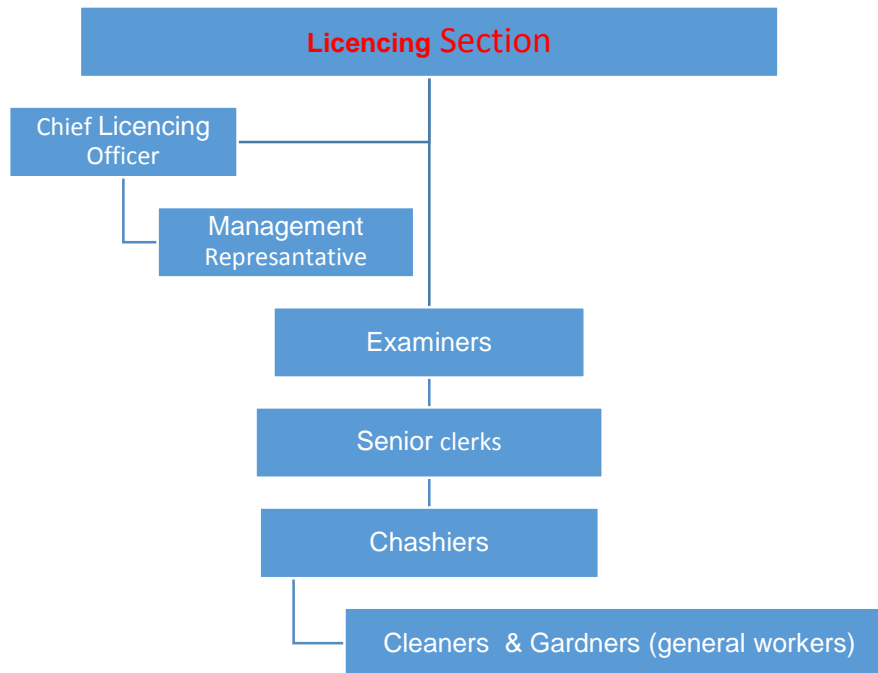 Licencing Section
Chief Licencing
Officer
Management
Represantative
Examiners
Senior clerks
Chashiers
Cleaners & Gardners (general workers)